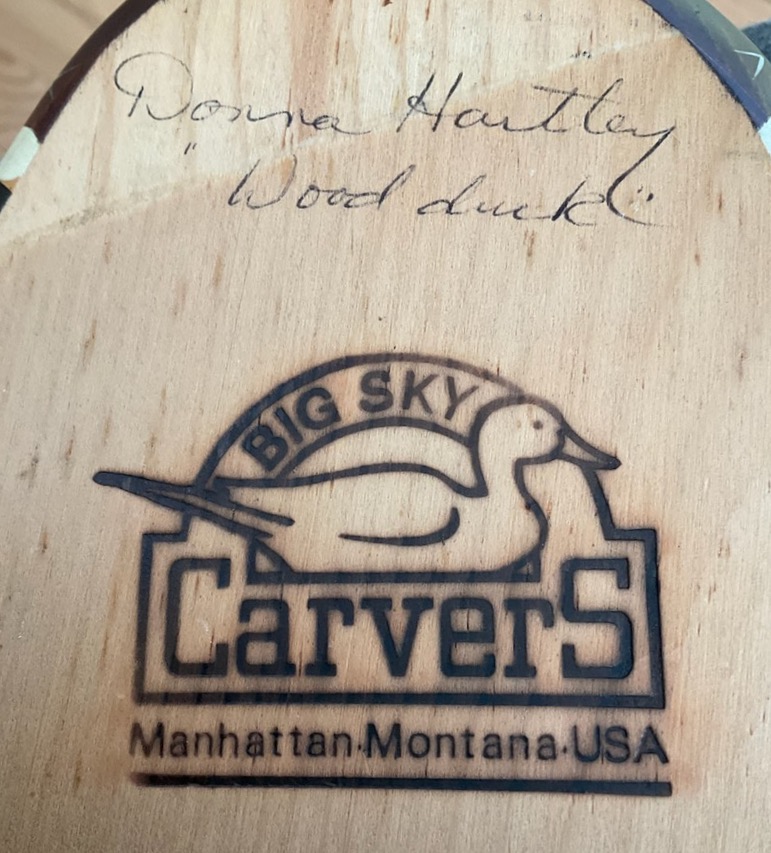 Donna Hartley
"Wood duck"
BIG SKY
Carvers
Manhattan·Montana·USA